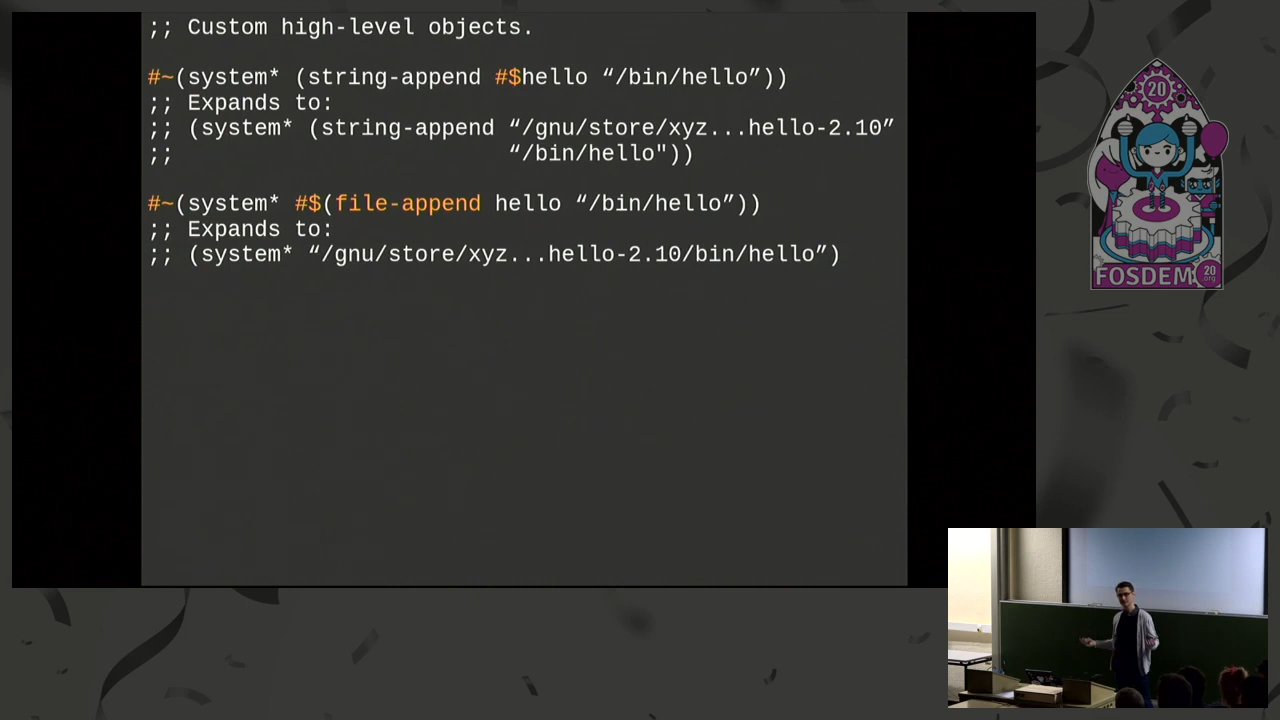 ;; Custom high-level objects.
#~(system* (string-append #$hello “/bin/hello”))
;; Expands to:
;; (system* (string-append “/gnu/store/xyz...hello-2.10”
;;                         “/bin/hello"))
#~(system* #$(file-append hello “/bin/hello”))
;; Expands to:
;; (system* “/gnu/store/xyz...hello-2.10/bin/hello”)
20
FOSDEM
20
.org